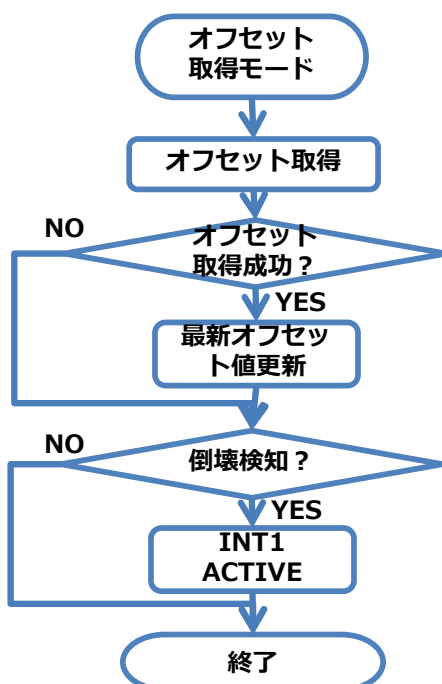 オフセット
取得モード
オフセット取得
NO
オフセット
取得成功？
YES
最新オフセッ
ト値更新
NO
倒壊検知？
YES
INT1
ACTIVE
終了